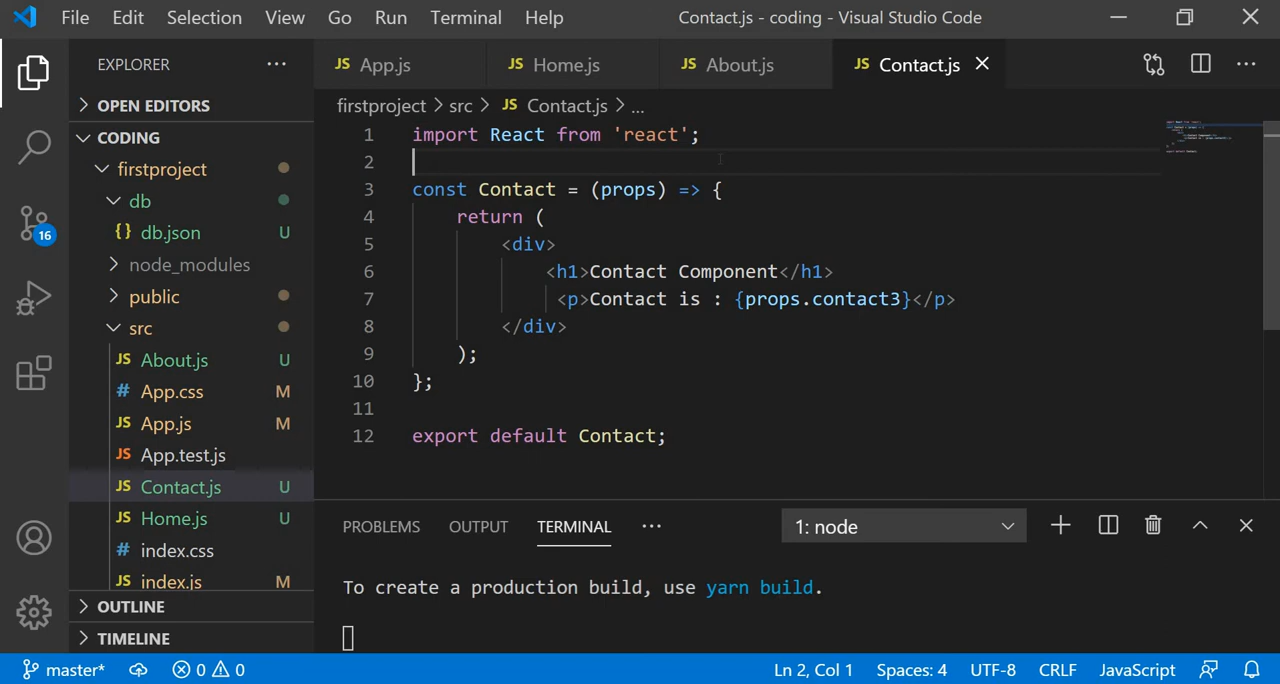 File Edit Selection View Go Run Terminal Help Contact.js - coding - Visual Studio Code
EXPLORER ...
OPEN EDITORS
CODING
firstproject
db
{} db.json U
node_modules
public
src
JS About.js U
# App.css M
JS App.js M
JS App.test.js
JS Contact.js U
JS Home.js U
# index.css
JS index.js M
OUTLINE
TIMELINE
16
JS App.js JS Home.js JS About.js JS Contact.js
firstproject > src > JS Contact.js > ...
1 import React from 'react';
2
3 const Contact = (props) => {
4 return (
5 <div>
6 <h1>Contact Component</h1>
7 <p>Contact is : {props.contact3}</p>
8 </div>
9 );
10 };
11
12 export default Contact;
PROBLEMS OUTPUT TERMINAL ... 1: node
To create a production build, use yarn build.
master* 0 0 Ln 2, Col 1 Spaces: 4 UTF-8 CRLF JavaScript